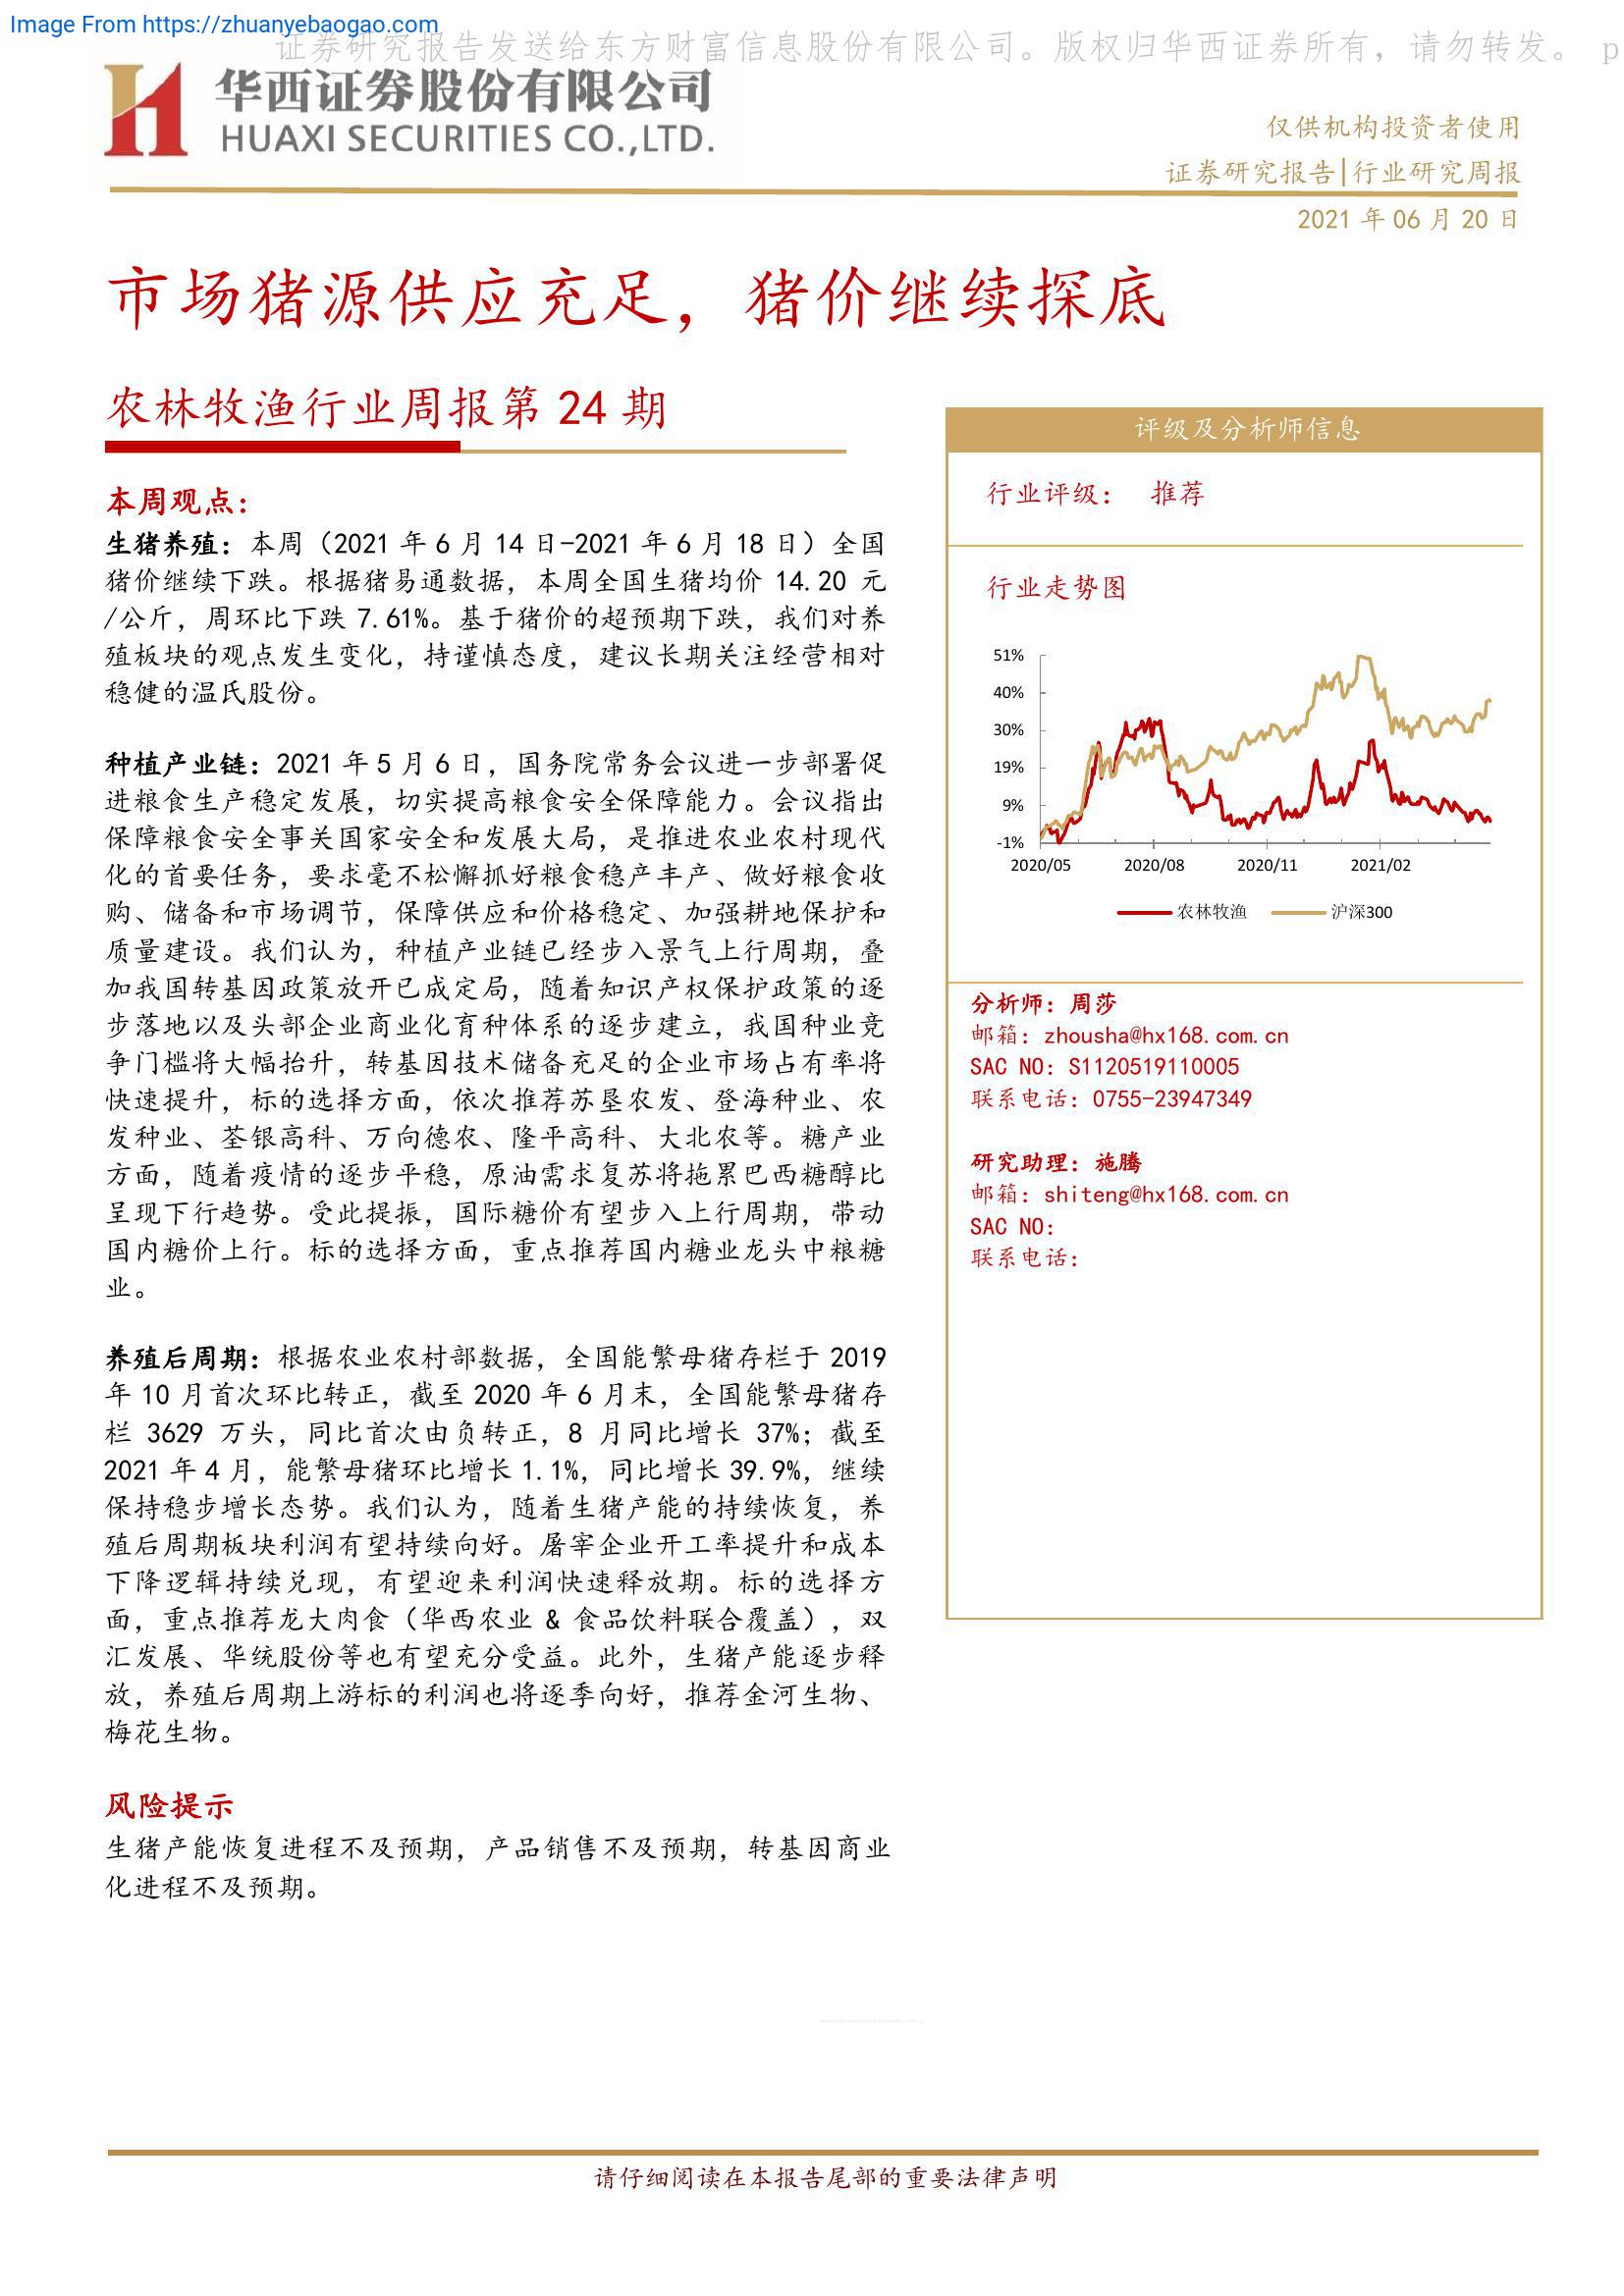 Image From https://zhuanyebaogao.com
证券研究报告发送给东方财富信息股份有限公司。版权归华西证券所有，请勿转发。 p
华西证券股份有限公司
HUAXI SECURITIES CO.,LTD.
仅供机构投资者使用
证券研究报告|行业研究周报
2021 年 06 月 20 日
市场猪源供应充足，猪价继续探底
农林牧渔行业周报第 24 期
本周观点：
生猪养殖：本周（2021 年 6 月 14 日-2021 年 6 月 18 日）全国
猪价继续下跌。根据猪易通数据，本周全国生猪均价 14.20 元
/公斤，周环比下跌 7.61%。基于猪价的超预期下跌，我们对养
殖板块的观点发生变化，持谨慎态度，建议长期关注经营相对
稳健的温氏股份。
种植产业链：2021 年 5 月 6 日，国务院常务会议进一步部署促
进粮食生产稳定发展，切实提高粮食安全保障能力。会议指出
保障粮食安全事关国家安全和发展大局，是推进农业农村现代
化的首要任务，要求毫不松懈抓好粮食稳产丰产、做好粮食收
购、储备和市场调节，保障供应和价格稳定、加强耕地保护和
质量建设。我们认为，种植产业链已经步入景气上行周期，叠
加我国转基因政策放开已成定局，随着知识产权保护政策的逐
步落地以及头部企业商业化育种体系的逐步建立，我国种业竞
争门槛将大幅抬升，转基因技术储备充足的企业市场占有率将
快速提升，标的选择方面，依次推荐苏垦农发、登海种业、农
发种业、荃银高科、万向德农、隆平高科、大北农等。糖产业
方面，随着疫情的逐步平稳，原油需求复苏将拖累巴西糖醇比
呈现下行趋势。受此提振，国际糖价有望步入上行周期，带动
国内糖价上行。标的选择方面，重点推荐国内糖业龙头中粮糖
业。
养殖后周期：根据农业农村部数据，全国能繁母猪存栏于 2019
年 10 月首次环比转正，截至 2020 年 6 月末，全国能繁母猪存
栏 3629 万头，同比首次由负转正，8 月同比增长 37%；截至
2021 年 4 月，能繁母猪环比增长 1.1%，同比增长 39.9%，继续
保持稳步增长态势。我们认为，随着生猪产能的持续恢复，养
殖后周期板块利润有望持续向好。屠宰企业开工率提升和成本
下降逻辑持续兑现，有望迎来利润快速释放期。标的选择方
面，重点推荐龙大肉食（华西农业 & 食品饮料联合覆盖），双
汇发展、华统股份等也有望充分受益。此外，生猪产能逐步释
放，养殖后周期上游标的利润也将逐季向好，推荐金河生物、
梅花生物。
风险提示
生猪产能恢复进程不及预期，产品销售不及预期，转基因商业
化进程不及预期。
评级及分析师信息
行业评级： 推荐
行业走势图
51%
40%
30%
19%
9%
-1%
2020/05 2020/08 2020/11 2021/02
农林牧渔 沪深300
分析师：周莎
邮箱：zhousha@hx168.com.cn
SAC NO：S1120519110005
联系电话：0755-23947349
研究助理：施腾
邮箱：shiteng@hx168.com.cn
SAC NO：
联系电话：
请仔细阅读在本报告尾部的重要法律声明